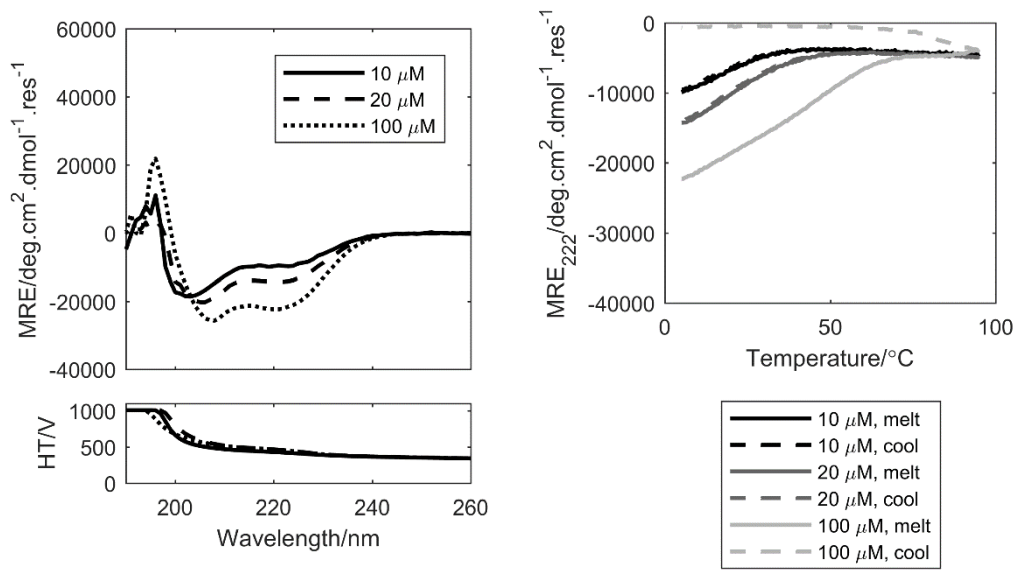 MRE/deg.cm².dmol⁻¹.res⁻¹
60000
40000
20000
0
-20000
-40000
10 μM
20 μM
100 μM
HT/V
1000
500
0
200
220
240
260
Wavelength/nm
MRE₂₂₂/deg.cm².dmol⁻¹.res⁻¹
0
-10000
-20000
-30000
-40000
0
50
100
Temperature/°C
10 μM, melt
10 μM, cool
20 μM, melt
20 μM, cool
100 μM, melt
100 μM, cool